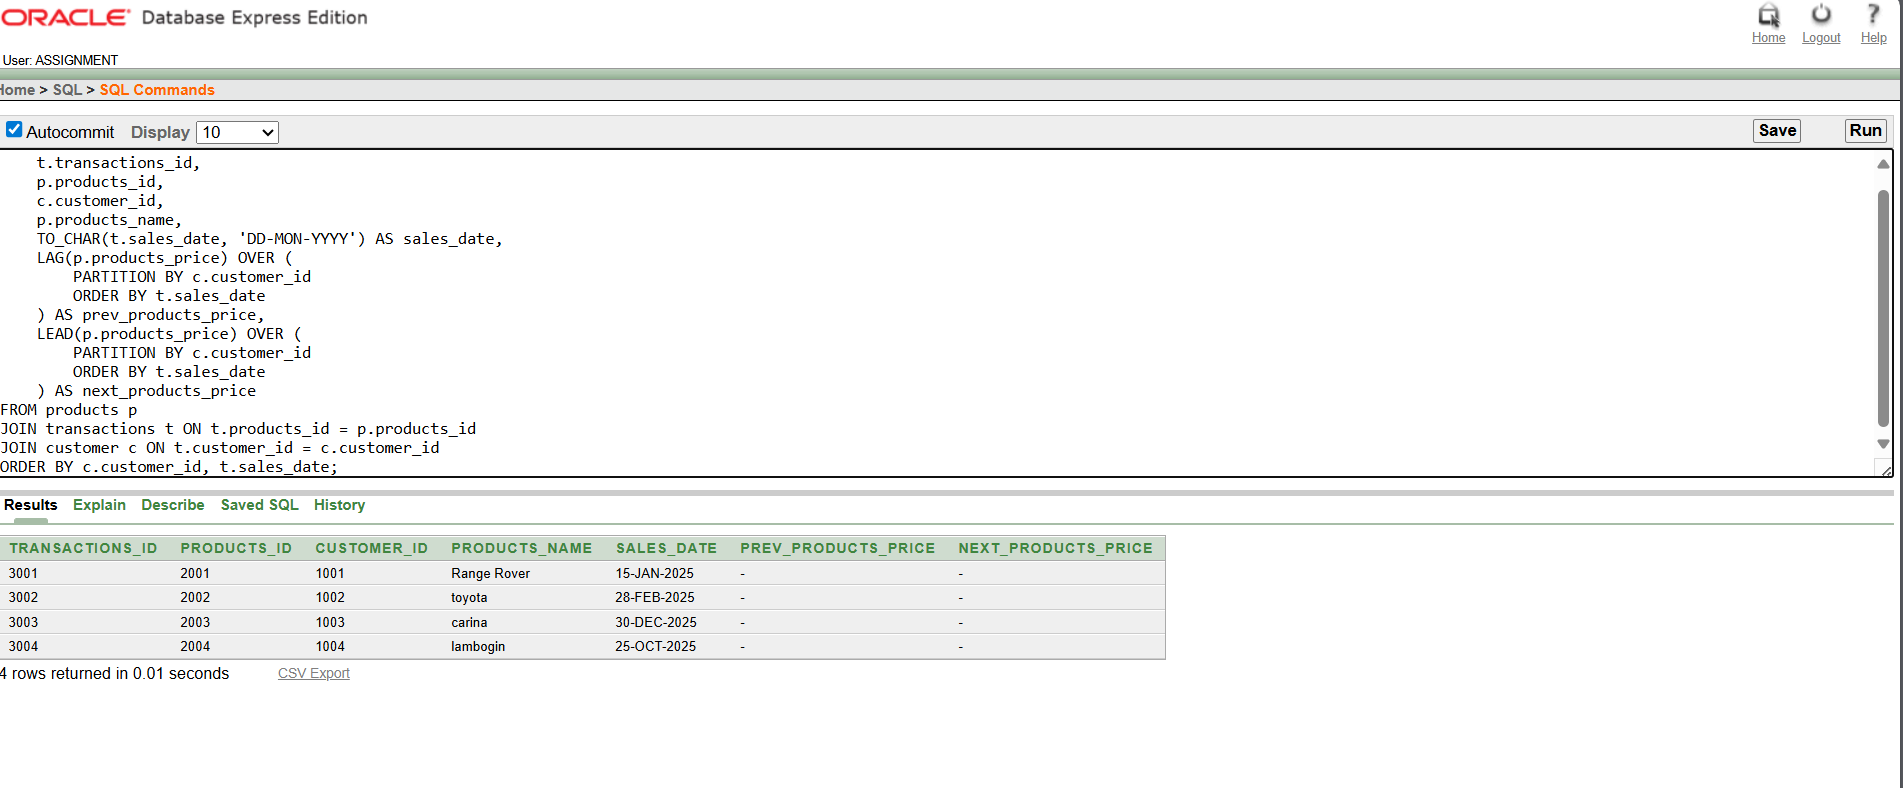 ORACLE Database Express Edition
Home Logout Help
User: ASSIGNMENT
Home > SQL > SQL Commands
Autocommit Display 10 Save Run
t.transactions_id,
p.products_id,
c.customer_id,
p.products_name,
TO_CHAR(t.sales_date, 'DD-MON-YYYY') AS sales_date,
LAG(p.products_price) OVER (
PARTITION BY c.customer_id
ORDER BY t.sales_date
) AS prev_products_price,
LEAD(p.products_price) OVER (
PARTITION BY c.customer_id
ORDER BY t.sales_date
) AS next_products_price
FROM products p
JOIN transactions t ON t.products_id = p.products_id
JOIN customer c ON t.customer_id = c.customer_id
ORDER BY c.customer_id, t.sales_date;
Results Explain Describe Saved SQL History
TRANSACTIONS_ID PRODUCTS_ID CUSTOMER_ID PRODUCTS_NAME SALES_DATE PREV_PRODUCTS_PRICE NEXT_PRODUCTS_PRICE
3001 2001 1001 Range Rover 15-JAN-2025 - -
3002 2002 1002 toyota 28-FEB-2025 - -
3003 2003 1003 carina 30-DEC-2025 - -
3004 2004 1004 lambogin 25-OCT-2025 - -
4 rows returned in 0.01 seconds CSV Export